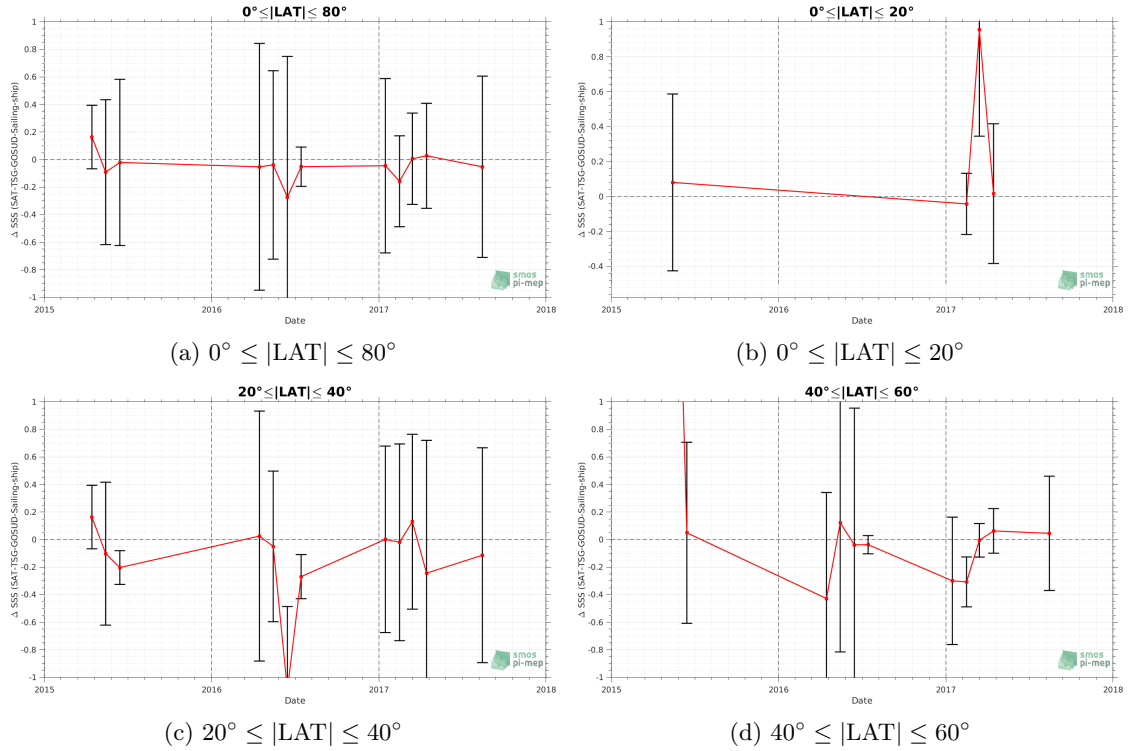 0°≤|LAT|≤ 80°
Δ SSS (SAT-TSG-GOSUD-Sailing-ship)
1
0.8
0.6
0.4
0.2
0
-0.2
-0.4
-0.6
-0.8
-1
2015
2016
2017
2018
Date
smos
pi-mep
(a) 0° ≤ |LAT| ≤ 80°
0°≤|LAT|≤ 20°
Δ SSS (SAT-TSG-GOSUD-Sailing-ship)
1
0.8
0.6
0.4
0.2
0
-0.2
-0.4
2015
2016
2017
2018
Date
smos
pi-mep
(b) 0° ≤ |LAT| ≤ 20°
20°≤|LAT|≤ 40°
Δ SSS (SAT-TSG-GOSUD-Sailing-ship)
1
0.8
0.6
0.4
0.2
0
-0.2
-0.4
-0.6
-0.8
-1
2015
2016
2017
2018
Date
smos
pi-mep
(c) 20° ≤ |LAT| ≤ 40°
40°≤|LAT|≤ 60°
Δ SSS (SAT-TSG-GOSUD-Sailing-ship)
1
0.8
0.6
0.4
0.2
0
-0.2
-0.4
-0.6
-0.8
-1
2015
2016
2017
2018
Date
smos
pi-mep
(d) 40° ≤ |LAT| ≤ 60°